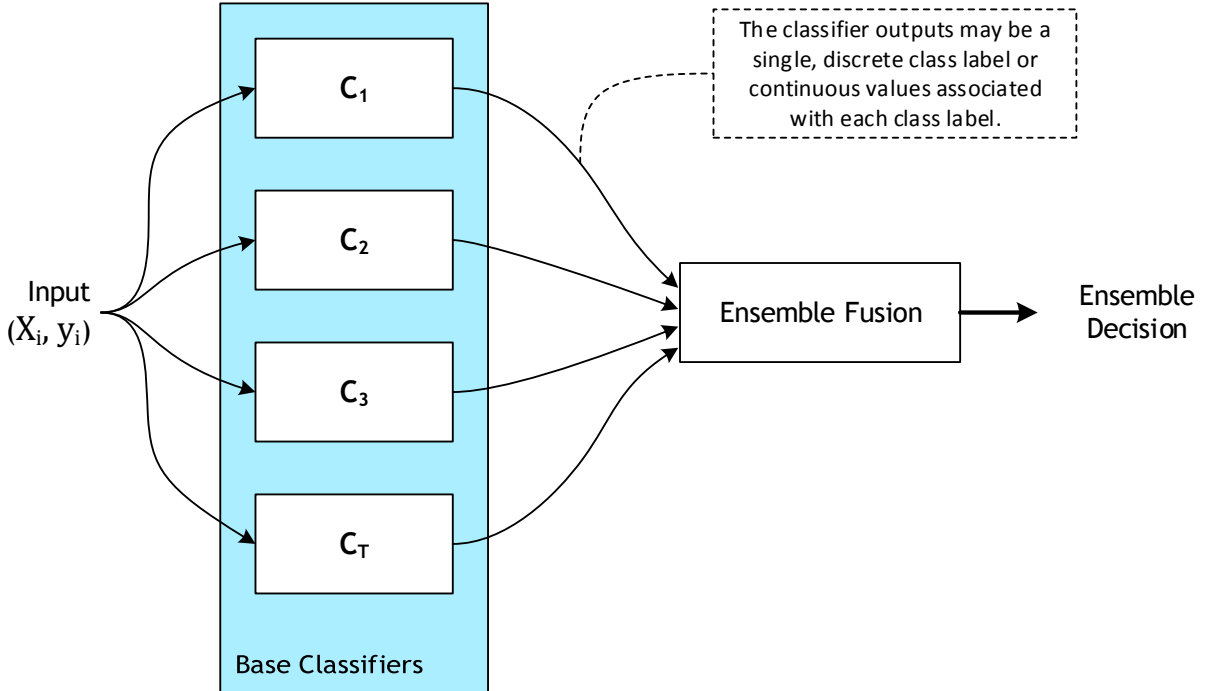 The classifier outputs may be a
single, discrete class label or
continuous values associated
with each class label.
C₁
C₂
Input
(Xᵢ, yᵢ)
Ensemble Fusion
Ensemble
Decision
C₃
C_T
Base Classifiers